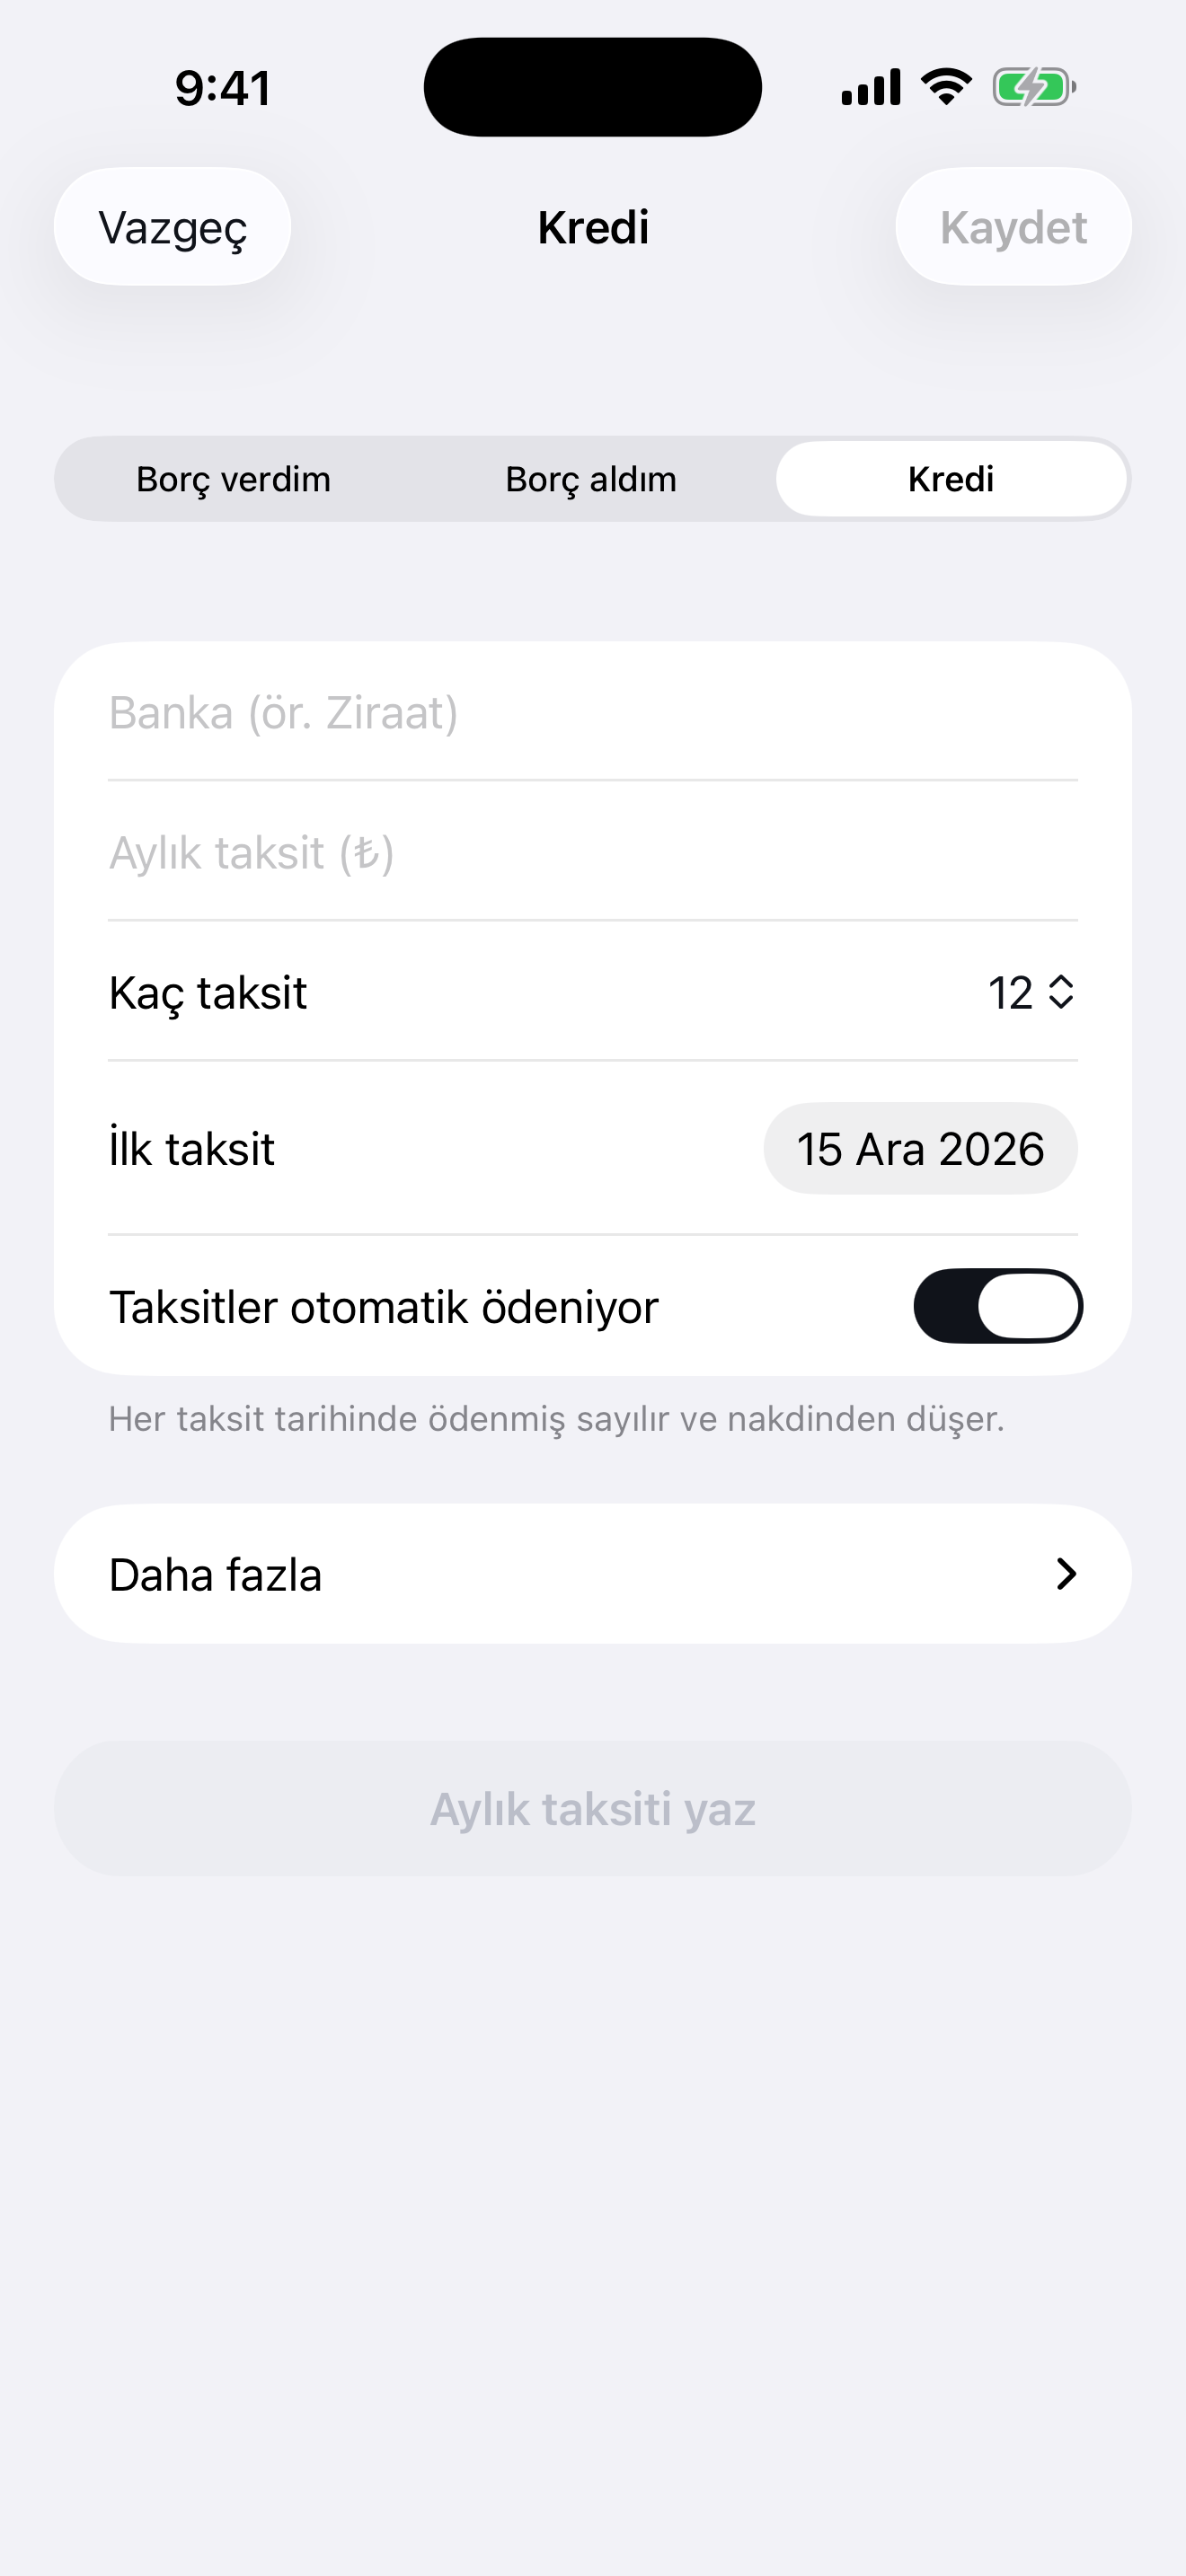 9:41
Vazgeç
Kredi
Kaydet
Borç verdim
Borç aldım
Kredi
Banka (ör. Ziraat)
Aylık taksit (₺)
Kaç taksit
12
İlk taksit
15 Ara 2026
Taksitler otomatik ödeniyor
Her taksit tarihinde ödenmiş sayılır ve nakdinden düşer.
Daha fazla
Aylık taksiti yaz